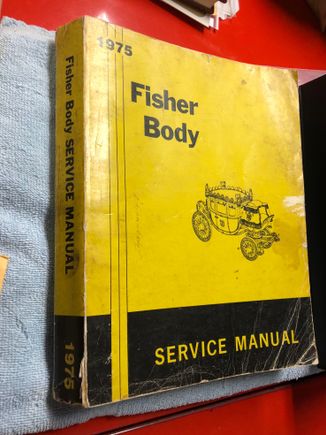 1975
Fisher
Body
SERVICE MANUAL
Fisher Body SERVICE MANUAL
1975